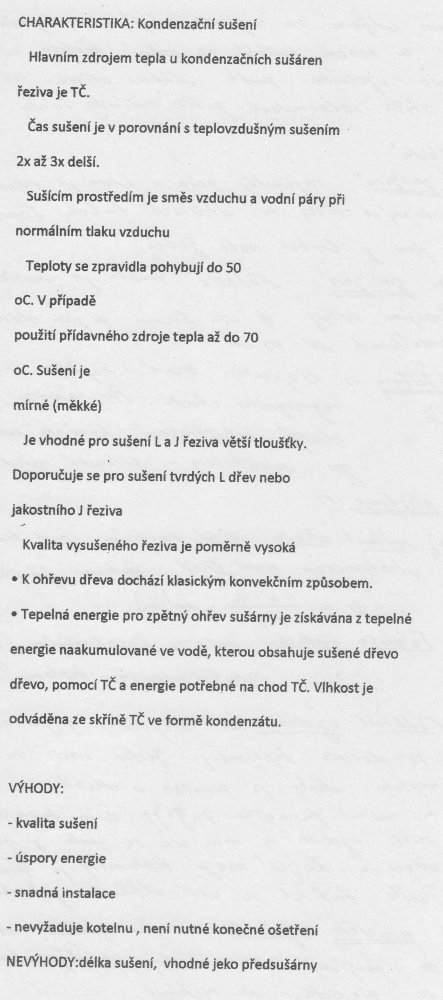 CHARAKTERISTIKA: Kondenzační sušení
Hlavním zdrojem tepla u kondenzačních sušáren
řeziva je TČ.
Čas sušení je v porovnání s teplovzdušným sušením
2x až 3x delší.
Sušícím prostředím je směs vzduchu a vodní páry při
normálním tlaku vzduchu
Teploty se zpravidla pohybují do 50
oC. V případě
použití přídavného zdroje tepla až do 70
oC. Sušení je
mírné (měkké)
Je vhodné pro sušení L a J řeziva větší tloušťky.
Doporučuje se pro sušení tvrdých L dřev nebo
jakostního J řeziva
Kvalita vysušeného řeziva je poměrně vysoká
• K ohřevu dřeva dochází klasickým konvekčním způsobem.
• Tepelná energie pro zpětný ohřev sušárny je získávána z tepelné
energie naakumulované ve vodě, kterou obsahuje sušené dřevo
dřevo, pomocí TČ a energie potřebné na chod TČ. Vlhkost je
odváděna ze skříně TČ ve formě kondenzátu.
VÝHODY:
- kvalita sušení
- úspory energie
- snadná instalace
- nevyžaduje kotelnu , není nutné konečné ošetření
NEVÝHODY:délka sušení, vhodné jeko předsušárny